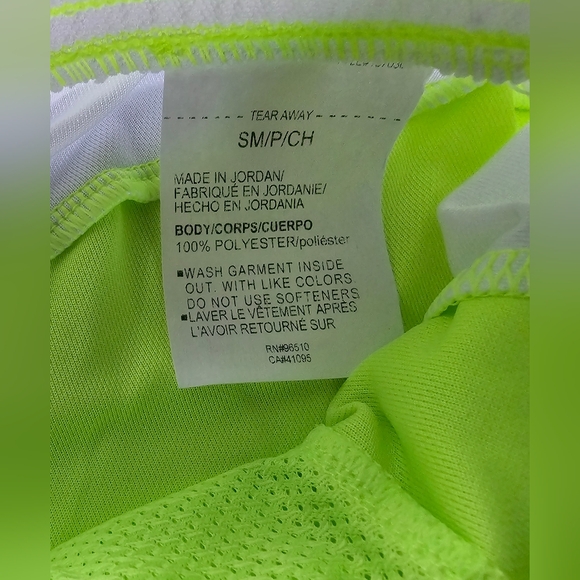 TEAR AWAY
SM/P/CH
MADE IN JORDAN/
FABRIQUÉ EN JORDANIE/
HECHO EN JORDANIA
BODY/CORPS/CUERPO
100% POLYESTER/poliéster
▪WASH GARMENT INSIDE
OUT. WITH LIKE COLORS.
DO NOT USE SOFTENERS.
▪LAVER LE VÊTEMENT APRÈS
L'AVOIR RETOURNÉ SUR
RN#96510
CA#41095